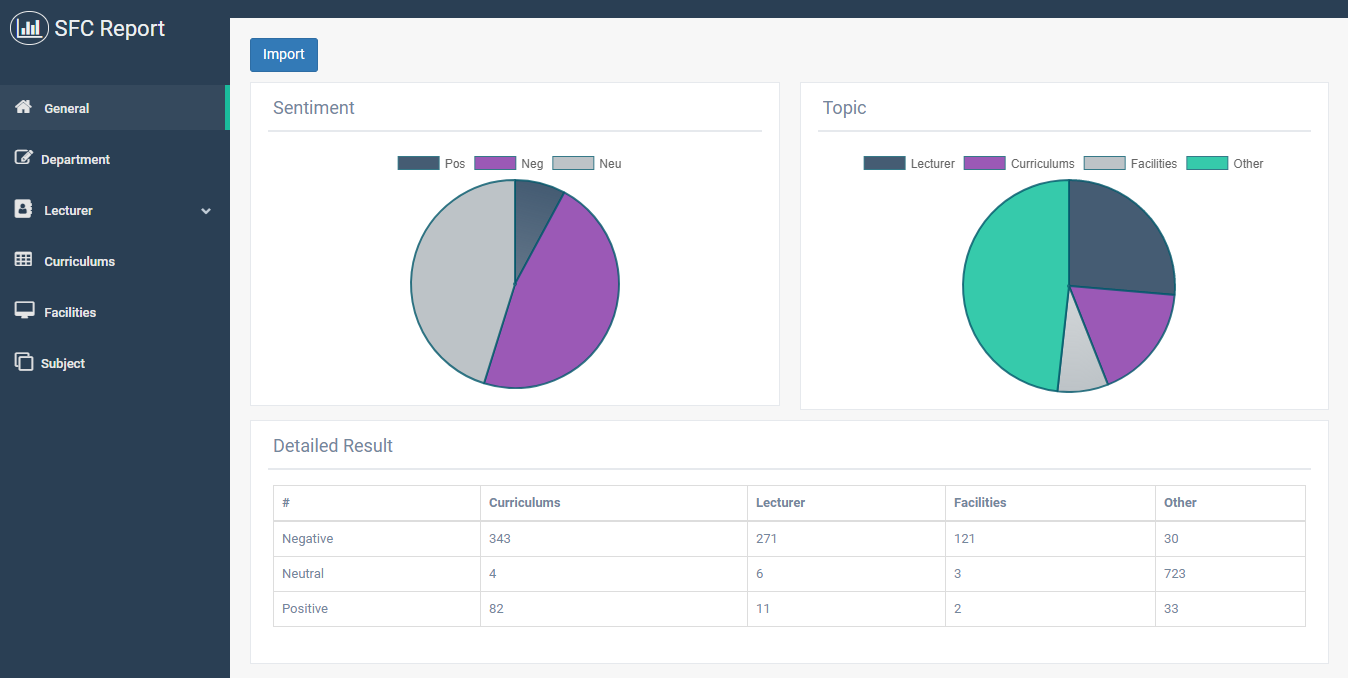 SFC Report
Import
General
Department
Lecturer
Curriculums
Facilities
Subject
Sentiment
Pos Neg Neu
Topic
Lecturer Curriculums Facilities Other
Detailed Result
# Curriculums Lecturer Facilities Other
Negative 343 271 121 30
Neutral 4 6 3 723
Positive 82 11 2 33